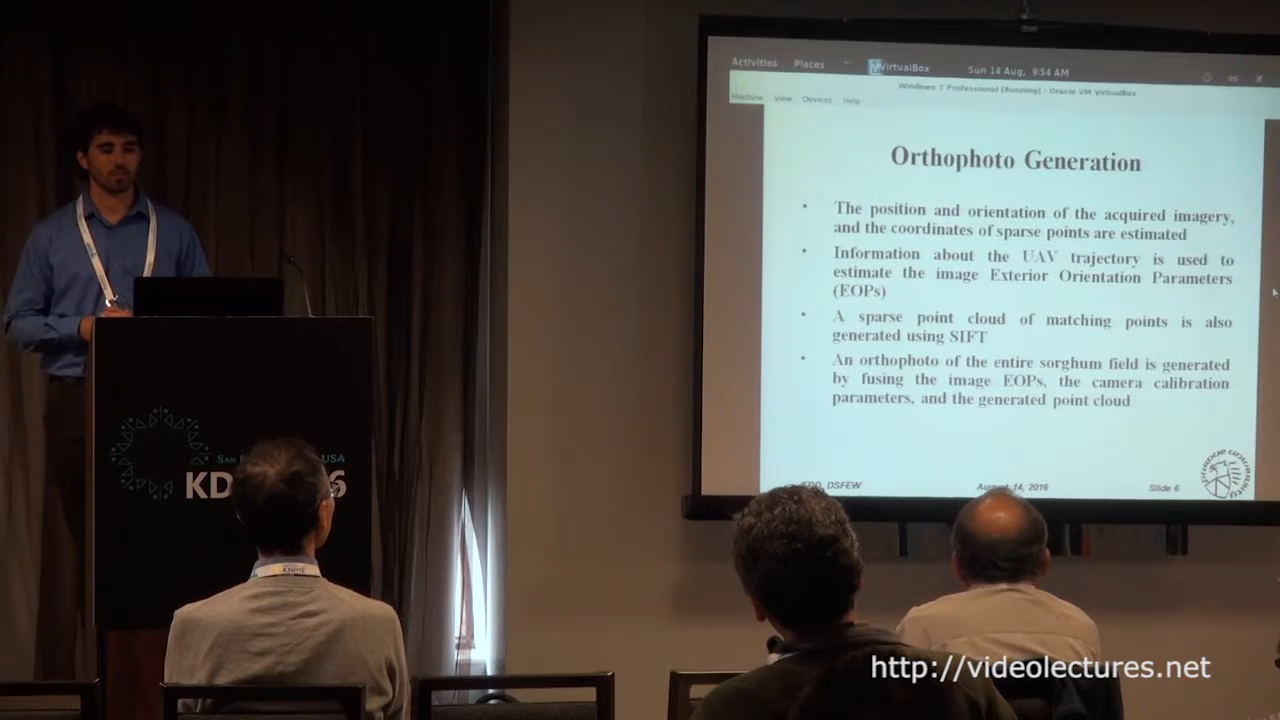 Activities Places VirtualBox Sun 14 Aug, 9:54 AM es
Windows 7 Professional [Running] - Oracle VM VirtualBox
Machine View Devices Help
Orthophoto Generation
• The position and orientation of the acquired imagery,
and the coordinates of sparse points are estimated
• Information about the UAV trajectory is used to
estimate the image Exterior Orientation Parameters
(EOPs)
• A sparse point cloud of matching points is also
generated using SIFT
• An orthophoto of the entire sorghum field is generated
by fusing the image EOPs, the camera calibration
parameters, and the generated point cloud
KDD, DSFEW August 14, 2016 Slide 6
USA
KNIME
http://videolectures.net